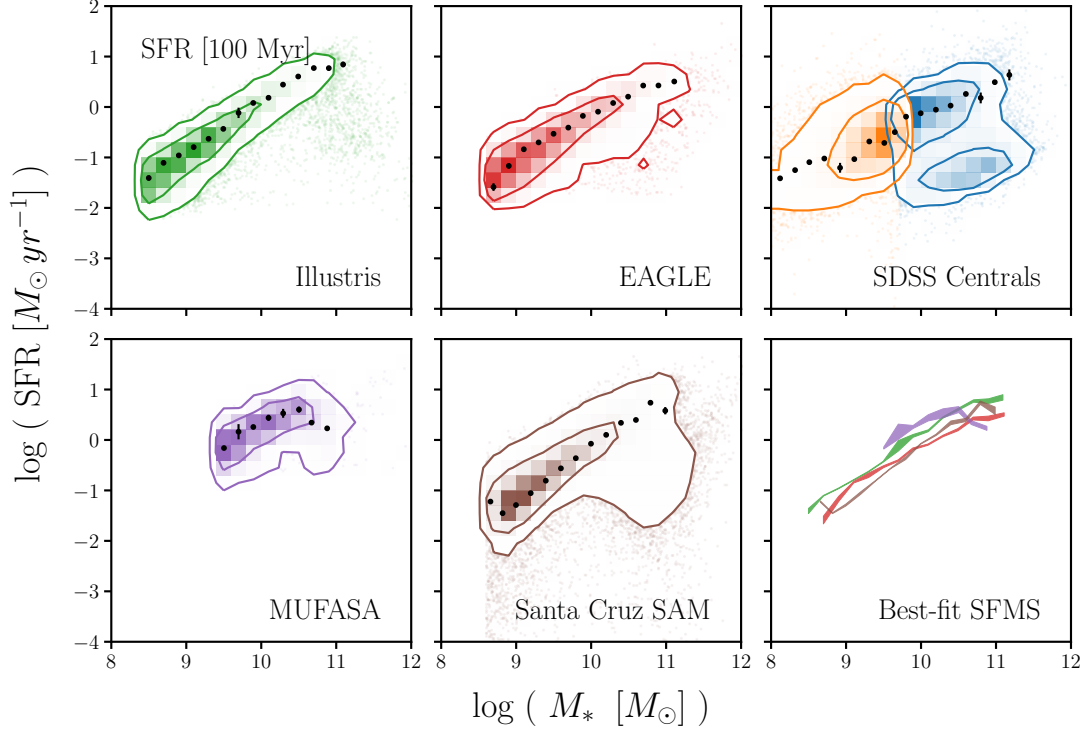 log ( SFR [M⊙ yr⁻¹] )
2
1
0
−1
−2
−3
−4
SFR [100 Myr]
Illustris
EAGLE
SDSS Centrals
2
1
0
−1
−2
−3
−4
MUFASA
Santa Cruz SAM
Best-fit SFMS
8 9 10 11 12
8 9 10 11 12
8 9 10 11 12
log ( M* [M⊙] )